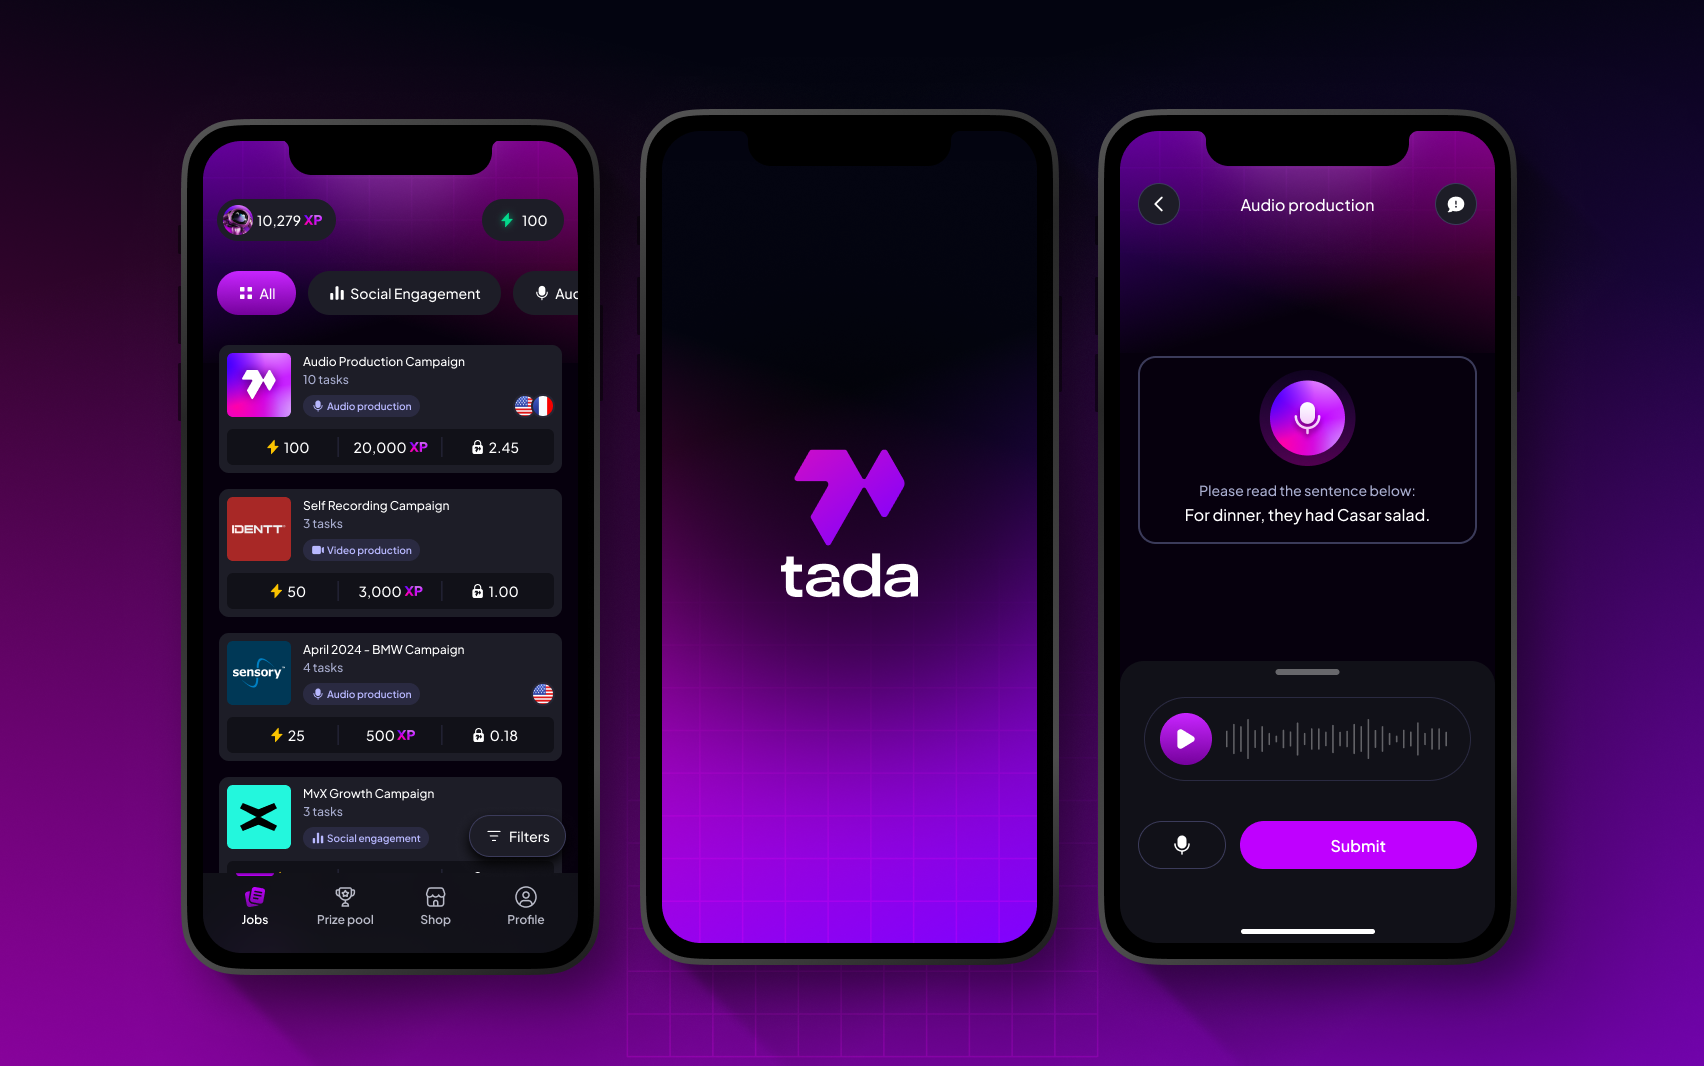 10,279 XP
100
All
Social Engagement
Auc
Audio Production Campaign
10 tasks
Audio production
100
20,000 XP
2.45
IDENTT
Self Recording Campaign
3 tasks
Video production
50
3,000 XP
1.00
sensory
April 2024 - BMW Campaign
4 tasks
Audio production
25
500 XP
0.18
MvX Growth Campaign
3 tasks
Social engagement
Filters
Jobs
Prize pool
Shop
Profile
tada
Audio production
Please read the sentence below:
For dinner, they had Casar salad.
Submit